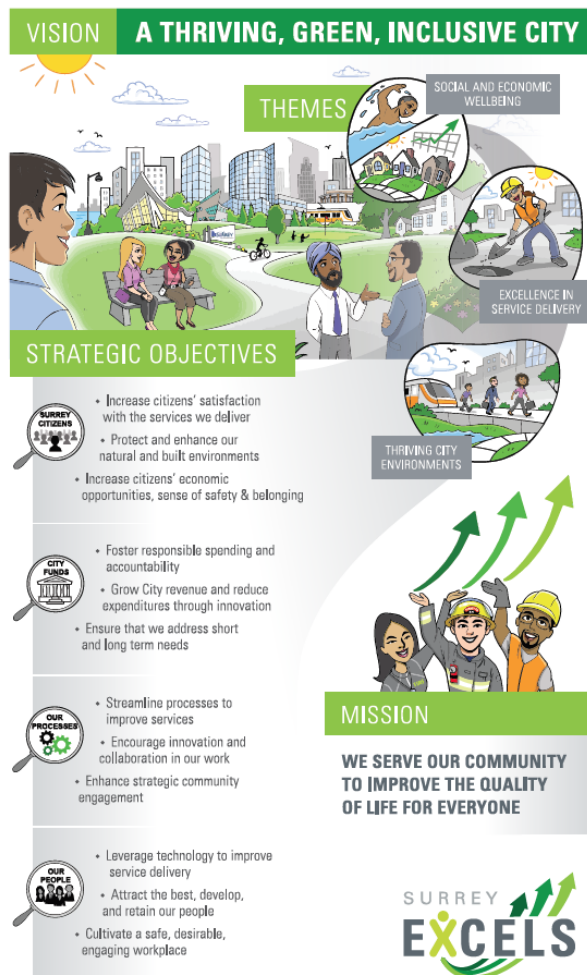 VISION
A THRIVING, GREEN, INCLUSIVE CITY
THEMES
SOCIAL AND ECONOMIC
WELLBEING
EXCELLENCE IN
SERVICE DELIVERY
THRIVING CITY
ENVIRONMENTS
STRATEGIC OBJECTIVES
SURREY
CITIZENS
• Increase citizens' satisfaction
with the services we deliver
• Protect and enhance our
natural and built environments
• Increase citizens' economic
opportunities, sense of safety & belonging
CITY
FUNDS
• Foster responsible spending and
accountability
• Grow City revenue and reduce
expenditures through innovation
• Ensure that we address short
and long term needs
OUR
PROCESSES
• Streamline processes to
improve services
• Encourage innovation and
collaboration in our work
• Enhance strategic community
engagement
OUR
PEOPLE
• Leverage technology to improve
service delivery
• Attract the best, develop,
and retain our people
• Cultivate a safe, desirable,
engaging workplace
MISSION
WE SERVE OUR COMMUNITY
TO IMPROVE THE QUALITY
OF LIFE FOR EVERYONE
SURREY
EXCELS